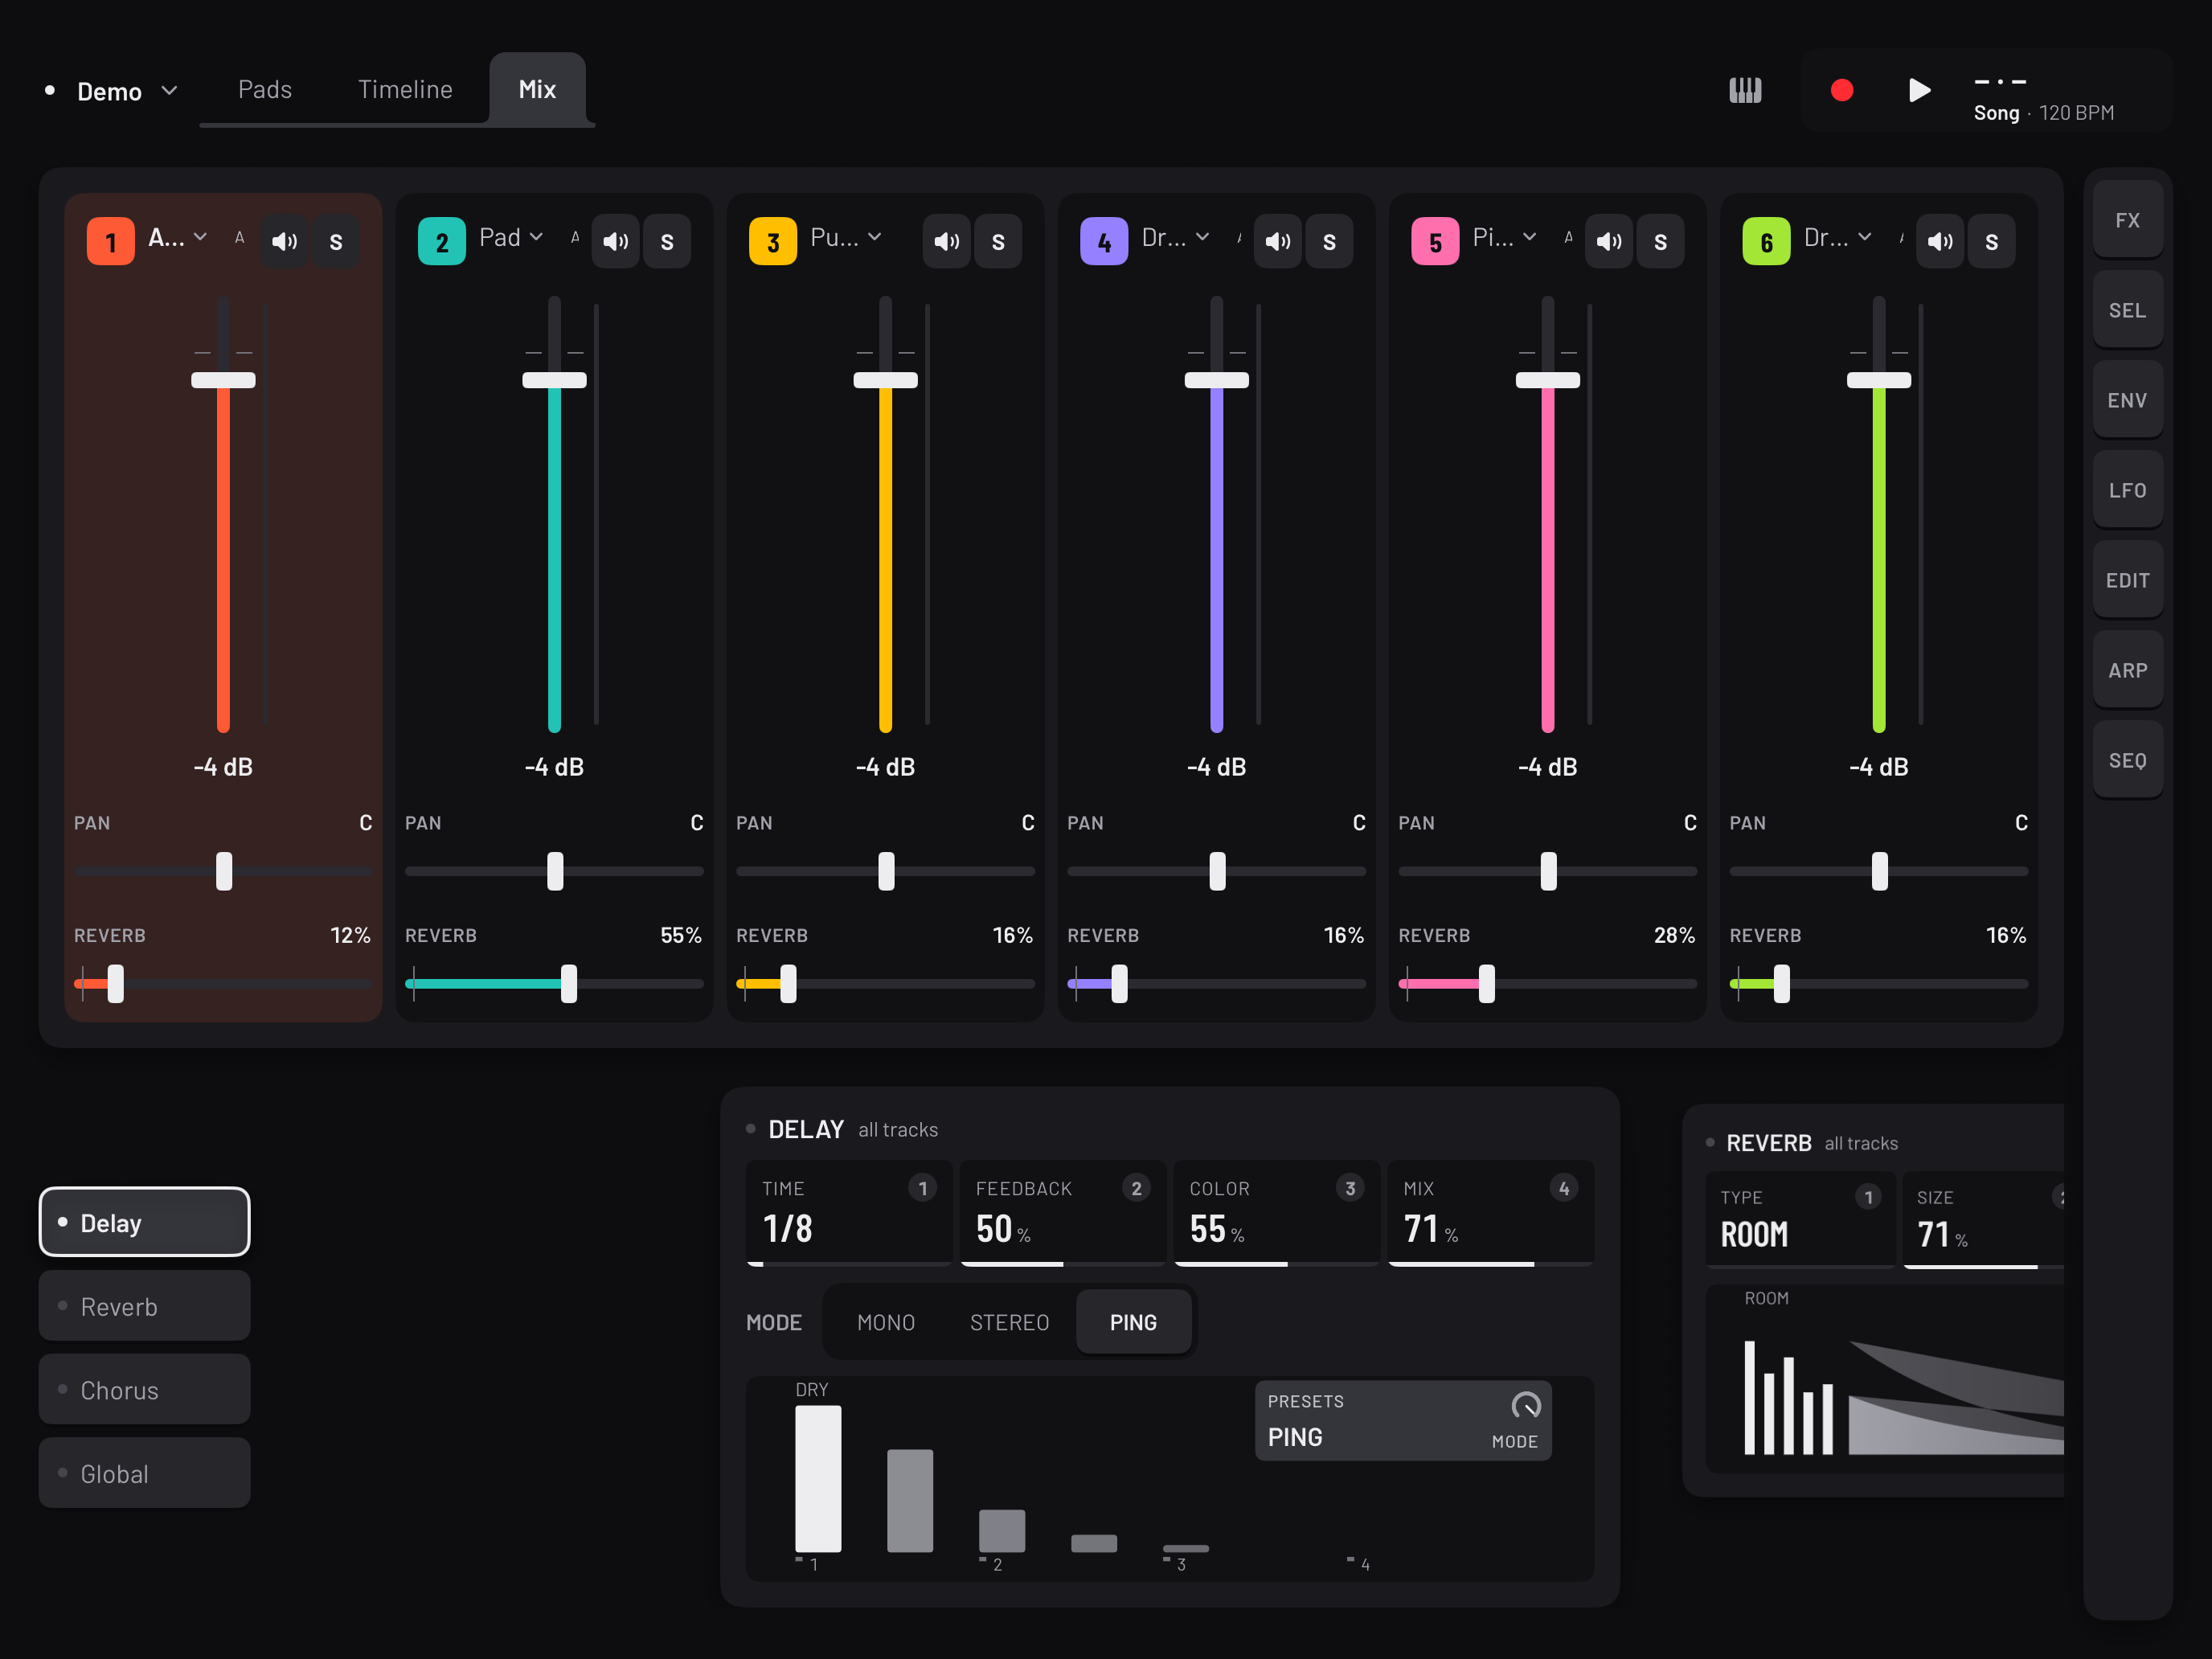 Demo
Pads
Timeline
Mix
Song · 120 BPM
1 A... A S
2 Pad A S
3 Pu... S
4 Dr... S
5 Pi... A S
6 Dr... S
-4 dB
-4 dB
-4 dB
-4 dB
-4 dB
-4 dB
PAN C
PAN C
PAN C
PAN C
PAN C
PAN C
REVERB 12%
REVERB 55%
REVERB 16%
REVERB 16%
REVERB 28%
REVERB 16%
FX
SEL
ENV
LFO
EDIT
ARP
SEQ
Delay
Reverb
Chorus
Global
DELAY all tracks
TIME 1
1/8
FEEDBACK 2
50 %
COLOR 3
55 %
MIX 4
71 %
MODE MONO STEREO PING
DRY
PRESETS
PING MODE
1 2 3 4
REVERB all tracks
TYPE 1
ROOM
SIZE
71 %
ROOM